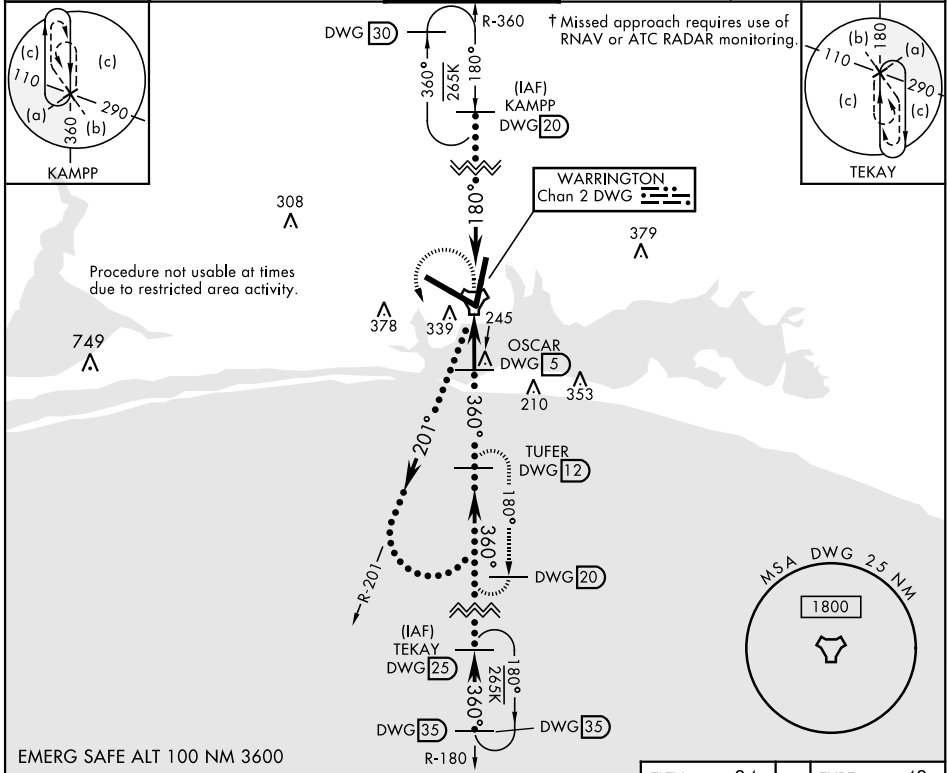 (c)
(c)
110
290
(a)
(b)
360
KAMPP
DWG 30
R-360
360°
265K
180°
(IAF)
KAMPP
DWG 20
† Missed approach requires use of
RNAV or ATC RADAR monitoring.
(b)
180
(a)
110
290
(c)
(c)
TEKAY
180°
WARRINGTON
Chan 2 DWG
308
379
Procedure not usable at times
due to restricted area activity.
749
378
339
245
OSCAR
DWG 5
210
353
201°
360°
TUFER
DWG 12
180°
360°
R-201
DWG 20
MSA DWG 25 NM
1800
(IAF)
TEKAY
DWG 25
180°
265K
360°
DWG 35
DWG 35
R-180
EMERG SAFE ALT 100 NM 3600